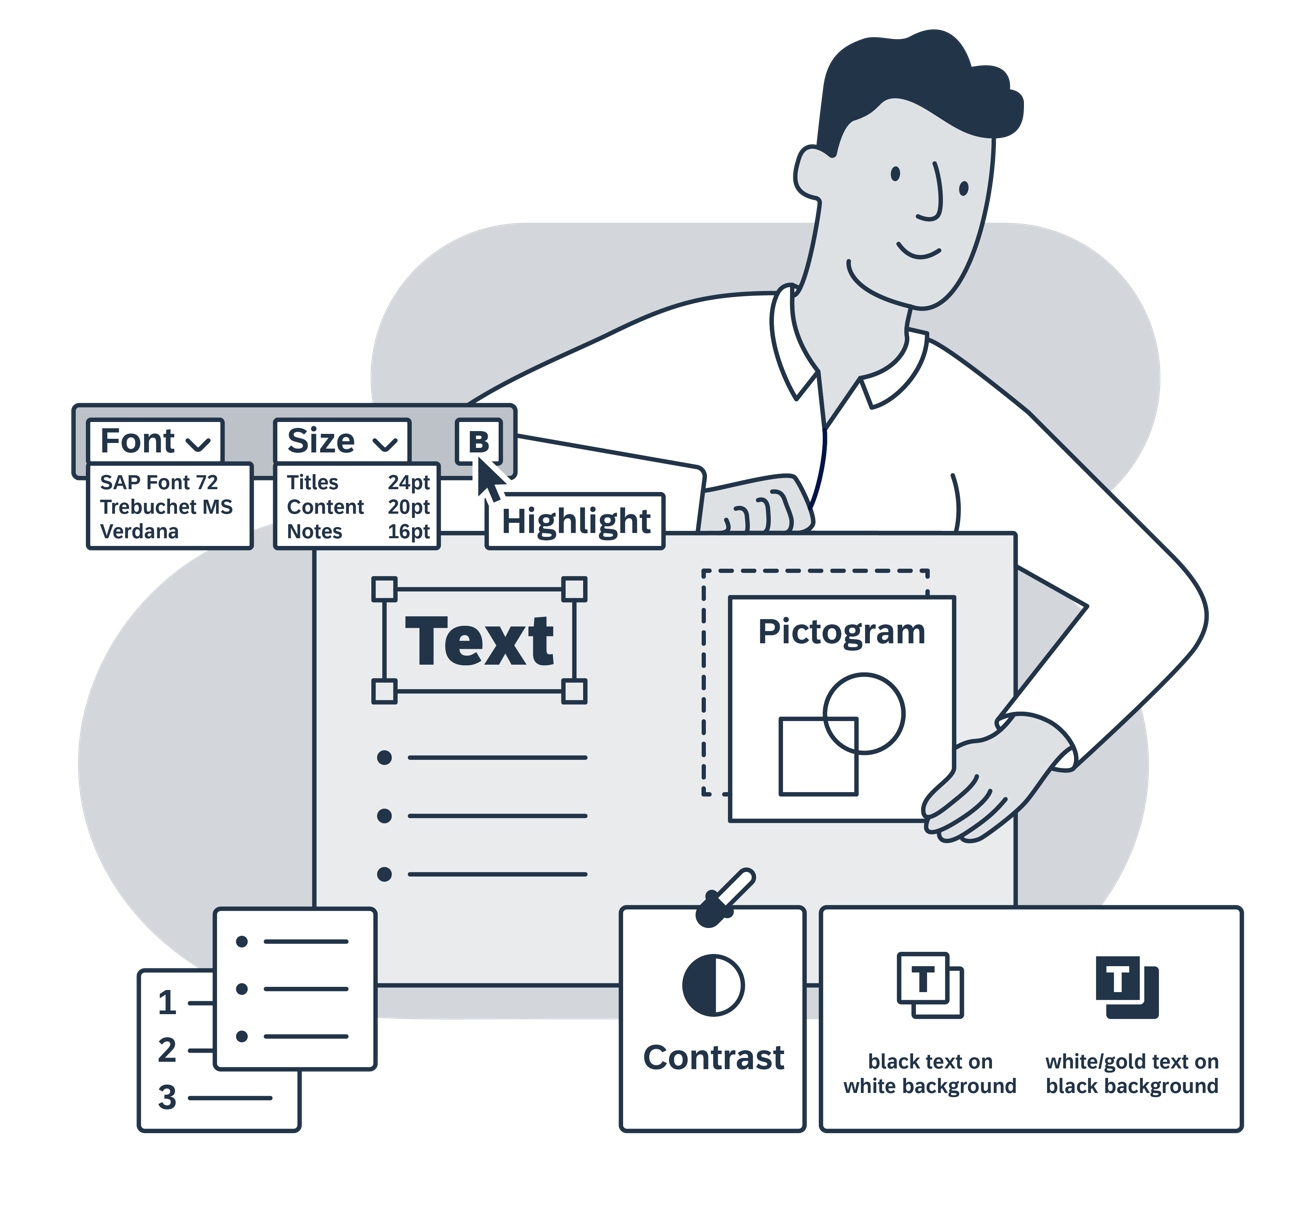 Font
Size
B
SAP Font 72
Trebuchet MS
Verdana
Titles 24pt
Content 20pt
Notes 16pt
Highlight
Text
Pictogram
1
2
3
Contrast
T
black text on
white background
T
white/gold text on
black background